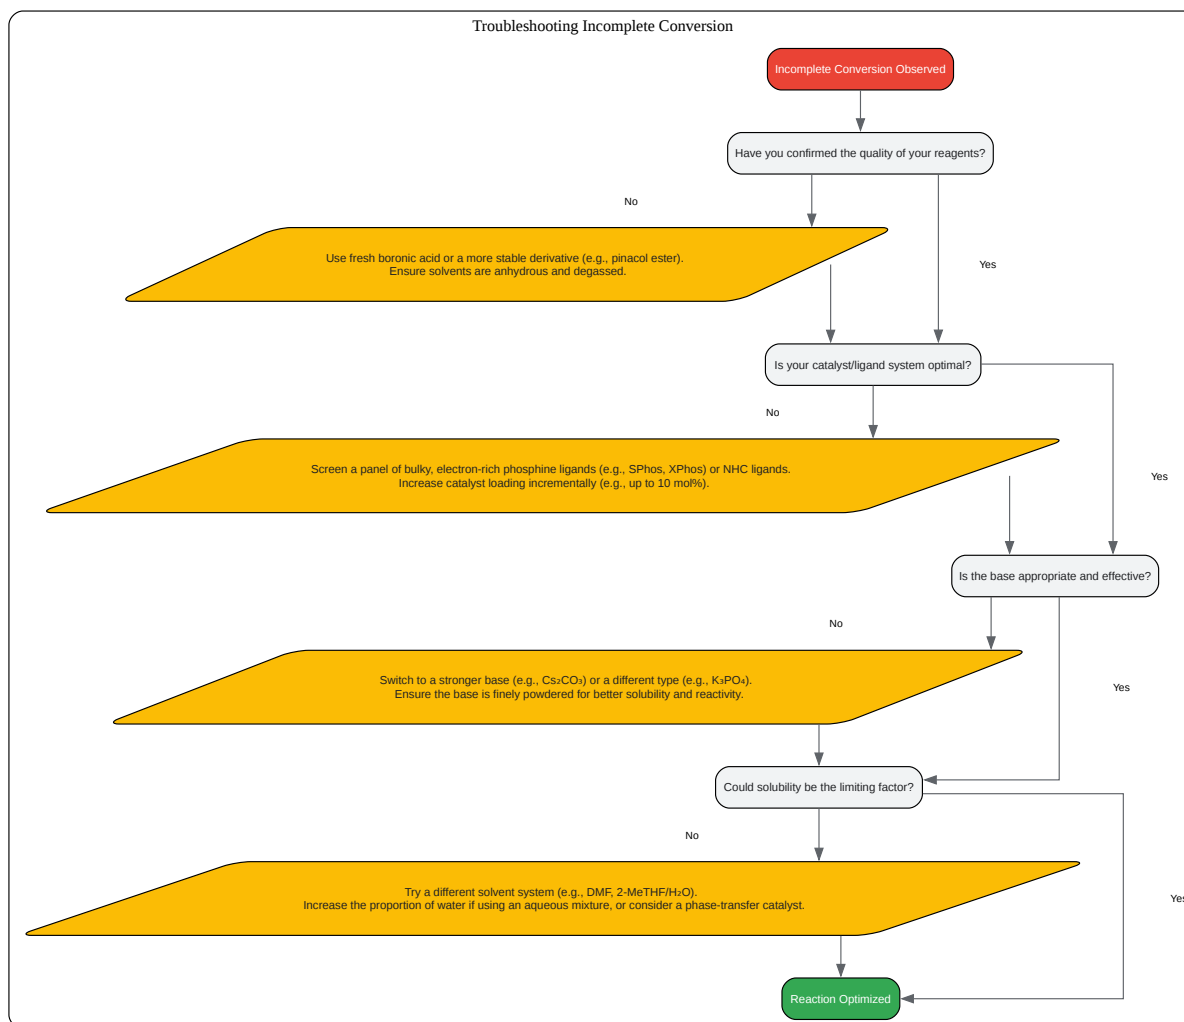 Troubleshooting Incomplete Conversion
Incomplete Conversion Observed
Have you confirmed the quality of your reagents?
No
Use fresh boronic acid or a more stable derivative (e.g., pinacol ester).
Ensure solvents are anhydrous and degassed.
Yes
Is your catalyst/ligand system optimal?
No
Screen a panel of bulky, electron-rich phosphine ligands (e.g., SPhos, XPhos) or NHC ligands.
Increase catalyst loading incrementally (e.g., up to 10 mol%).
Yes
Is the base appropriate and effective?
No
Switch to a stronger base (e.g., Cs₂CO₃) or a different type (e.g., K₃PO₄).
Ensure the base is finely powdered for better solubility and reactivity.
Yes
Could solubility be the limiting factor?
No
Try a different solvent system (e.g., DMF, 2-MeTHF/H₂O).
Increase the proportion of water if using an aqueous mixture, or consider a phase-transfer catalyst.
Yes
Reaction Optimized